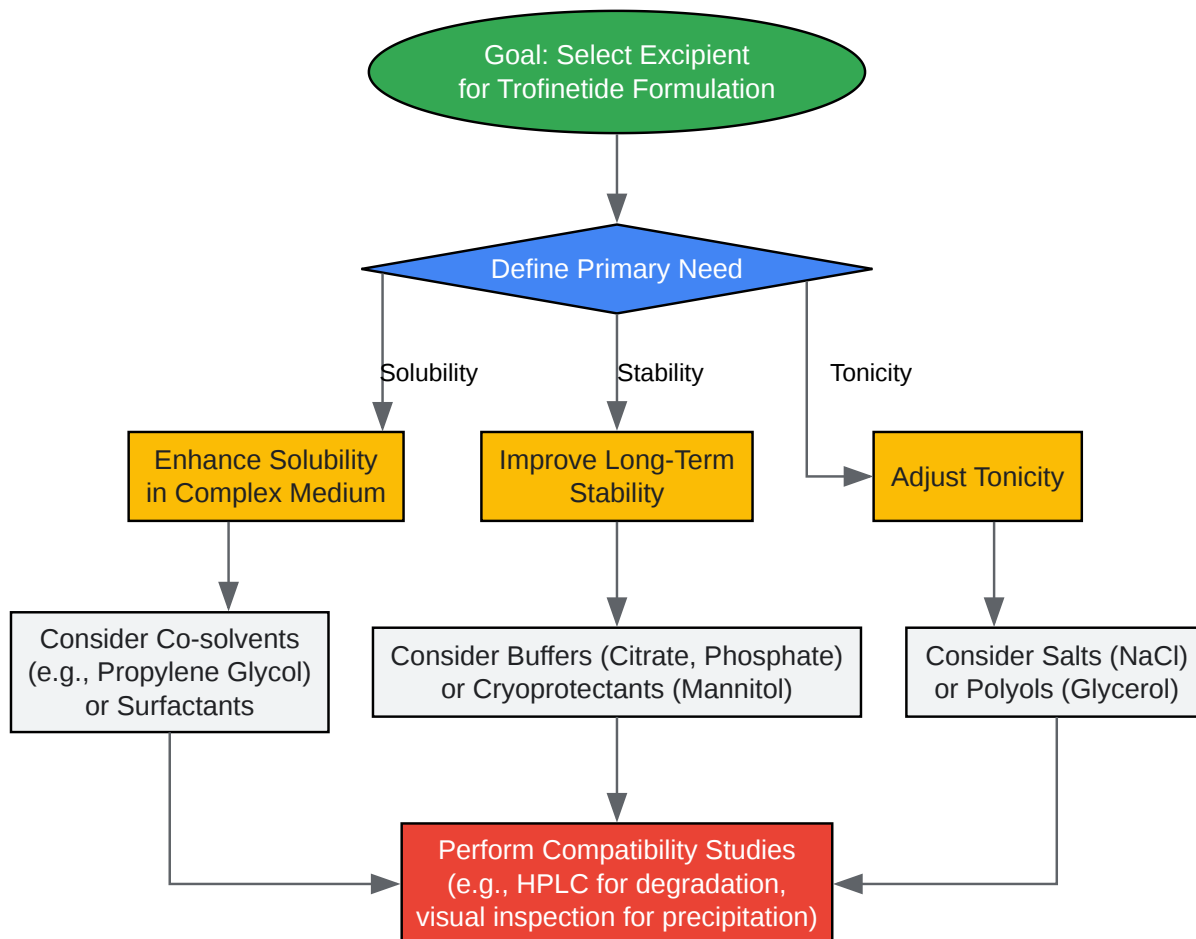 Goal: Select Excipient
for Trofinetide Formulation
Define Primary Need
Solubility
Stability
Tonicity
Enhance Solubility
in Complex Medium
Improve Long-Term
Stability
Adjust Tonicity
Consider Co-solvents
(e.g., Propylene Glycol)
or Surfactants
Consider Buffers (Citrate, Phosphate)
or Cryoprotectants (Mannitol)
Consider Salts (NaCl)
or Polyols (Glycerol)
Perform Compatibility Studies
(e.g., HPLC for degradation,
visual inspection for precipitation)